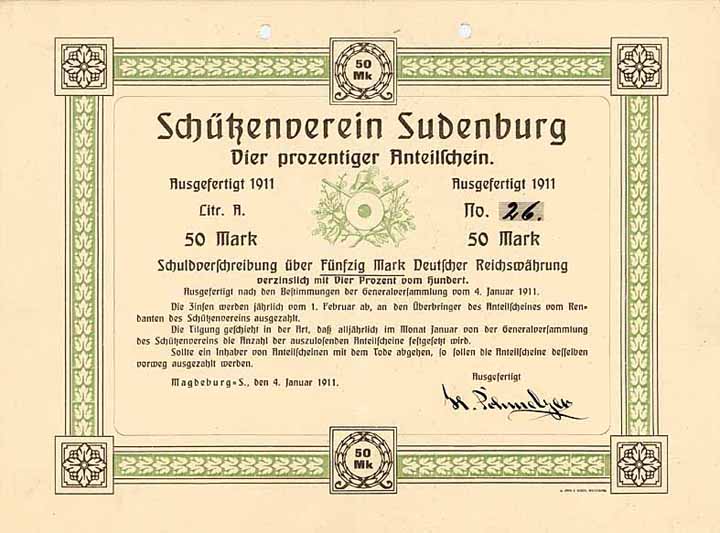 50
Mk
Schützenverein Sudenburg
Vier prozentiger Anteilschein.
Ausgefertigt 1911 Ausgefertigt 1911
Litr. A. No. 26.
50 Mark 50 Mark
Schuldverschreibung über Fünfzig Mark Deutscher Reichswährung
verzinslich mit Vier Prozent vom Hundert.
Ausgefertigt nach den Bestimmungen der Generalversammlung vom 4. Januar 1911.
Die Zinsen werden jährlich vom 1. Februar ab, an den Überbringer des Anteilscheines vom Ren-
danten des Schützenvereins ausgezahlt.
Die Tilgung geschieht in der Art, daß alljährlich im Monat Januar von der Generalversammlung
des Schützenvereins die Anzahl der auszulosenden Anteilscheine festgesetzt wird.
Sollte ein Inhaber von Anteilscheinen mit dem Tode abgehen, so sollen die Anteilscheine desselben
vorweg ausgezahlt werden.
Magdeburg-S., den 4. Januar 1911.
Ausgefertigt
50
Mk